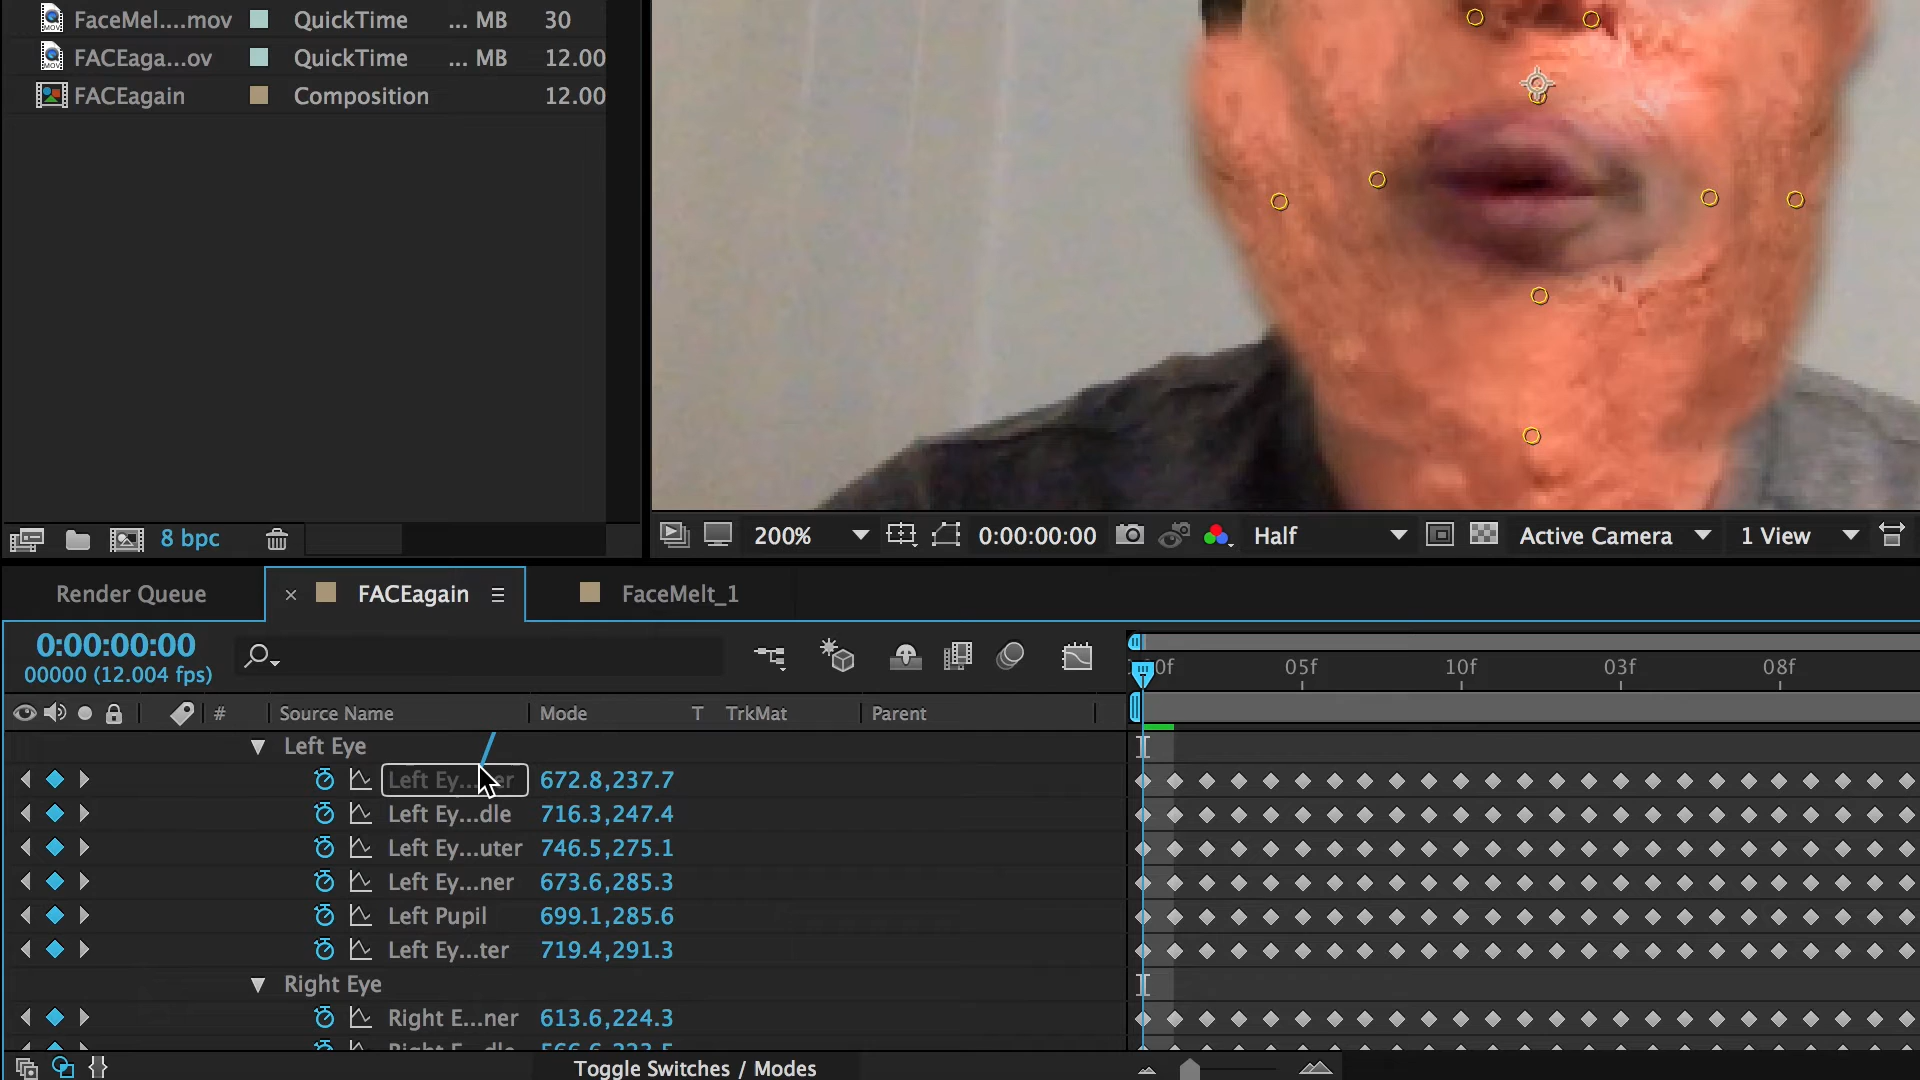 FaceMel....mov QuickTime ... MB 30
FACEaga...ov QuickTime ... MB 12.00
FACEagain Composition 12.00
8 bpc
200% 0:00:00:00 Half Active Camera 1 View
Render Queue × FACEagain FaceMelt_1
0:00:00:00
00000 (12.004 fps)
00f 05f 10f 03f 08f
# Source Name Mode T TrkMat Parent
Left Eye
Left Ey...er 672.8,237.7
Left Ey...dle 716.3,247.4
Left Ey...uter 746.5,275.1
Left Ey...ner 673.6,285.3
Left Pupil 699.1,285.6
Left Ey...ter 719.4,291.3
Right Eye
Right E...ner 613.6,224.3
Toggle Switches / Modes